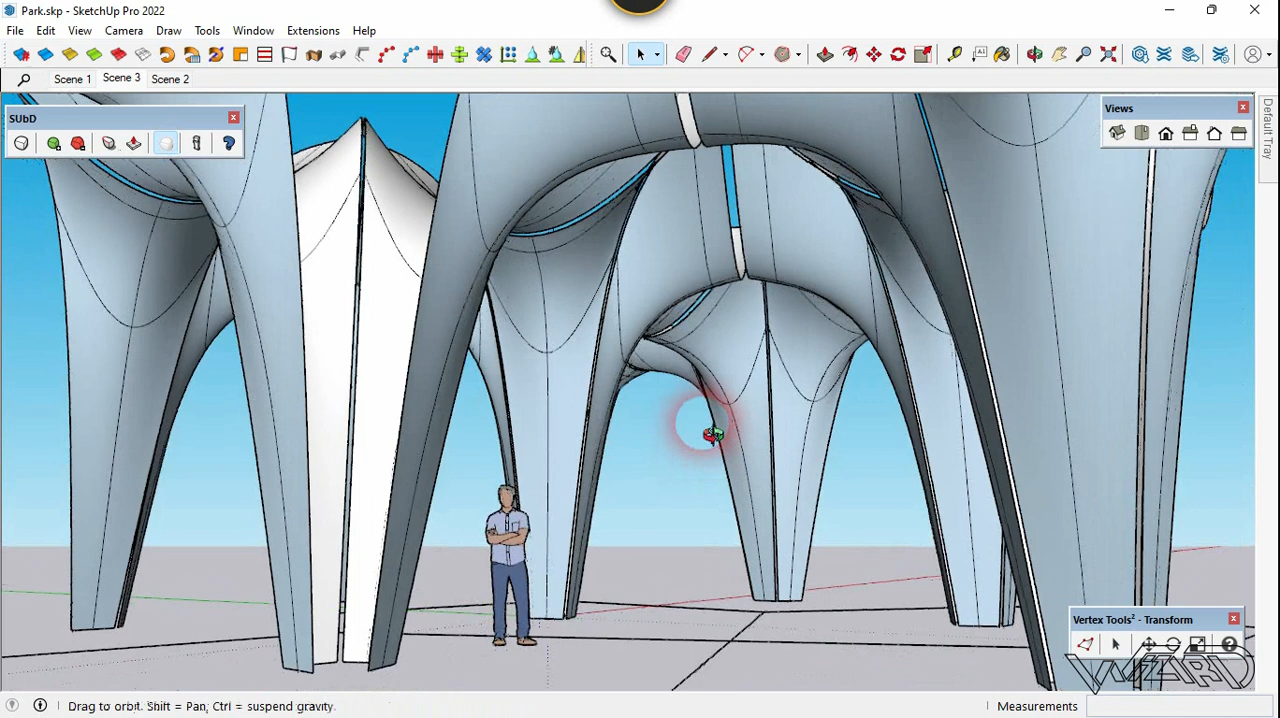 Park.skp - SketchUp Pro 2022
File Edit View Camera Draw Tools Window Extensions Help
Scene 1 Scene 3 Scene 2
SUbD
Views
Default Tray
Vertex Tools² - Transform
WIZARD
Drag to orbit. Shift = Pan, Ctrl = suspend gravity.
Measurements